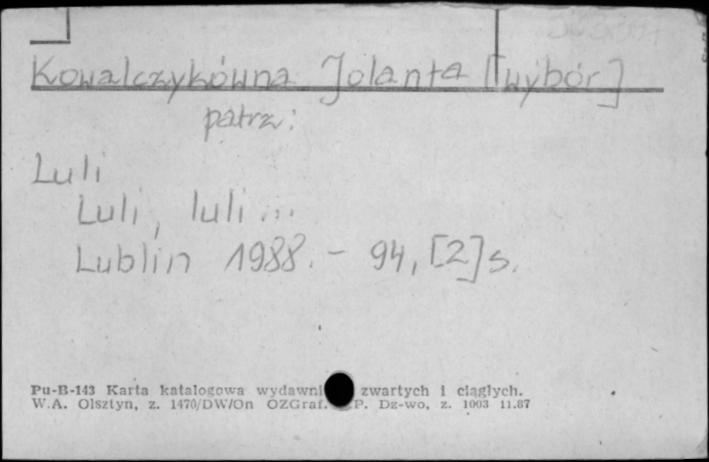 Kowalczykówna Jolanta [wybór]
patrz:
Luli
Luli, luli...
Lublin 1988. - 94, [2] s.
Pu-B-143 Karta katalogowa wydawni zwartych i ciągłych.
W.A. Olsztyn, z. 1470/DW/On OZGraf. P. Dz-wo, z. 1003 11.87